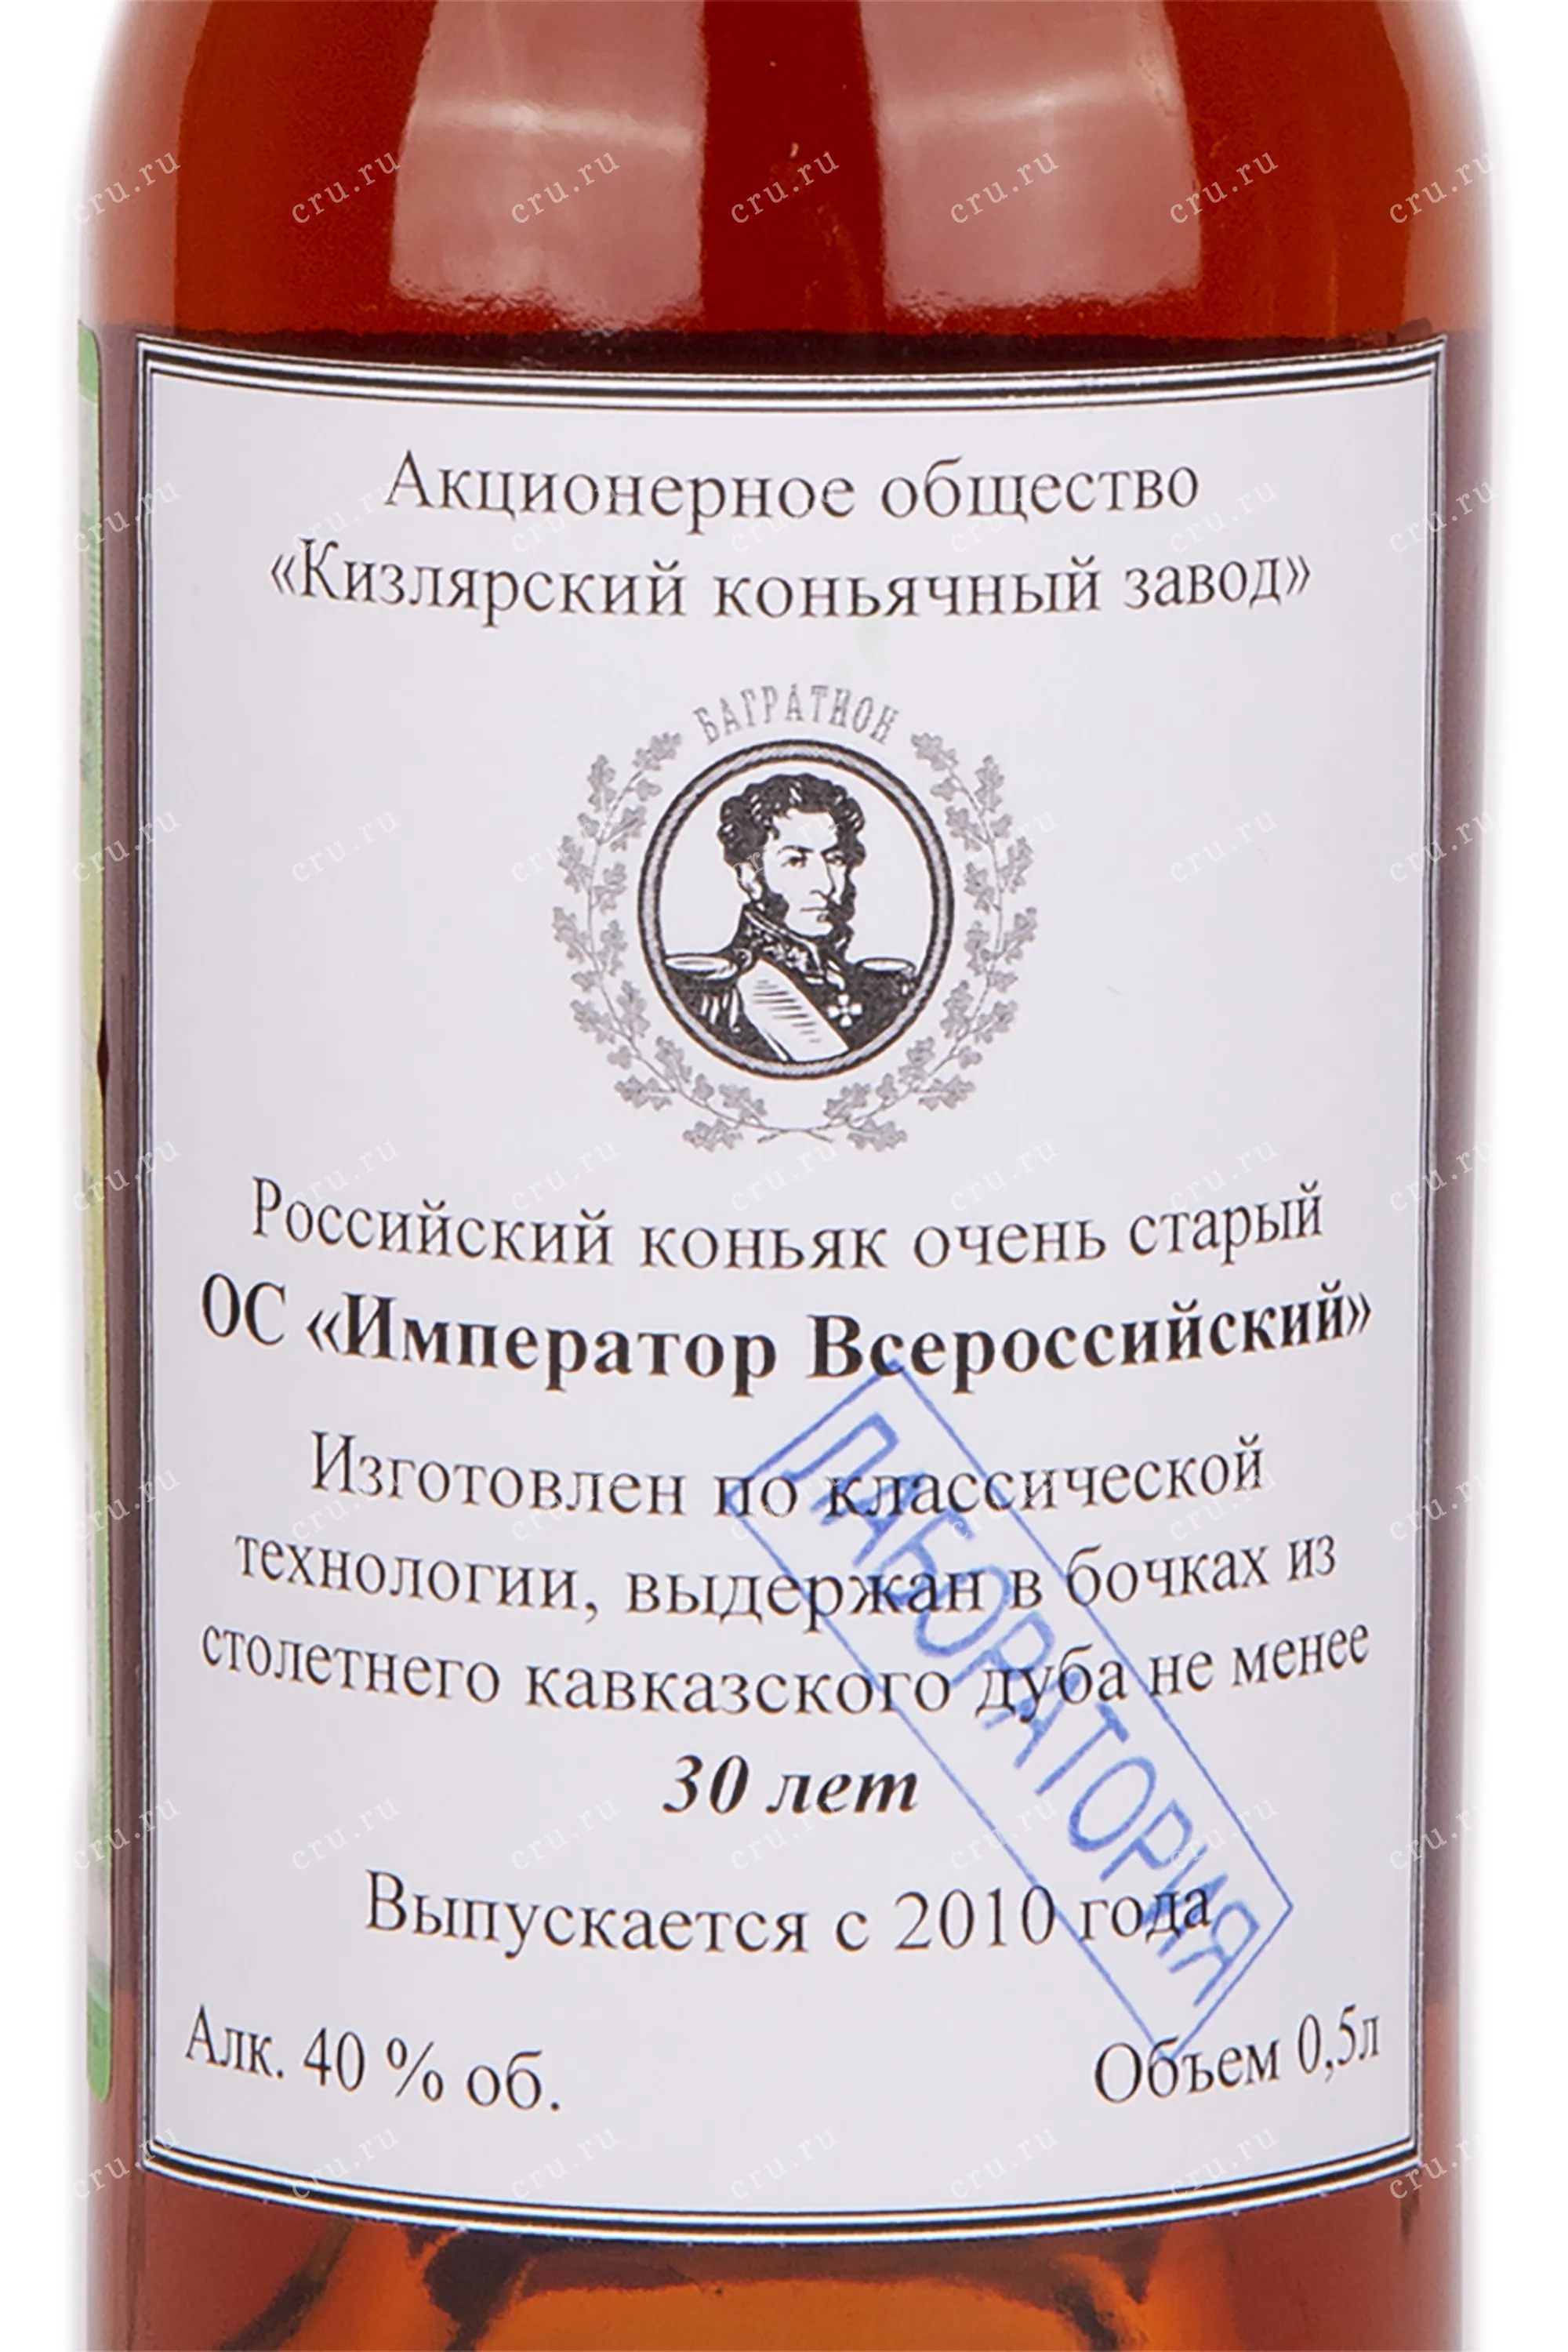 Акционерное общество
«Кизлярский коньячный завод»
БАГРАТИОН
Российский коньяк очень старый
ОС «Император Всероссийский»
Изготовлен по классической
технологии, выдержан в бочках из
столетнего кавказского дуба не менее
30 лет
Выпускается с 2010 года
Алк. 40 % об.
Объем 0,5л
ЛАБОРАТОРИЯ
cru.ru